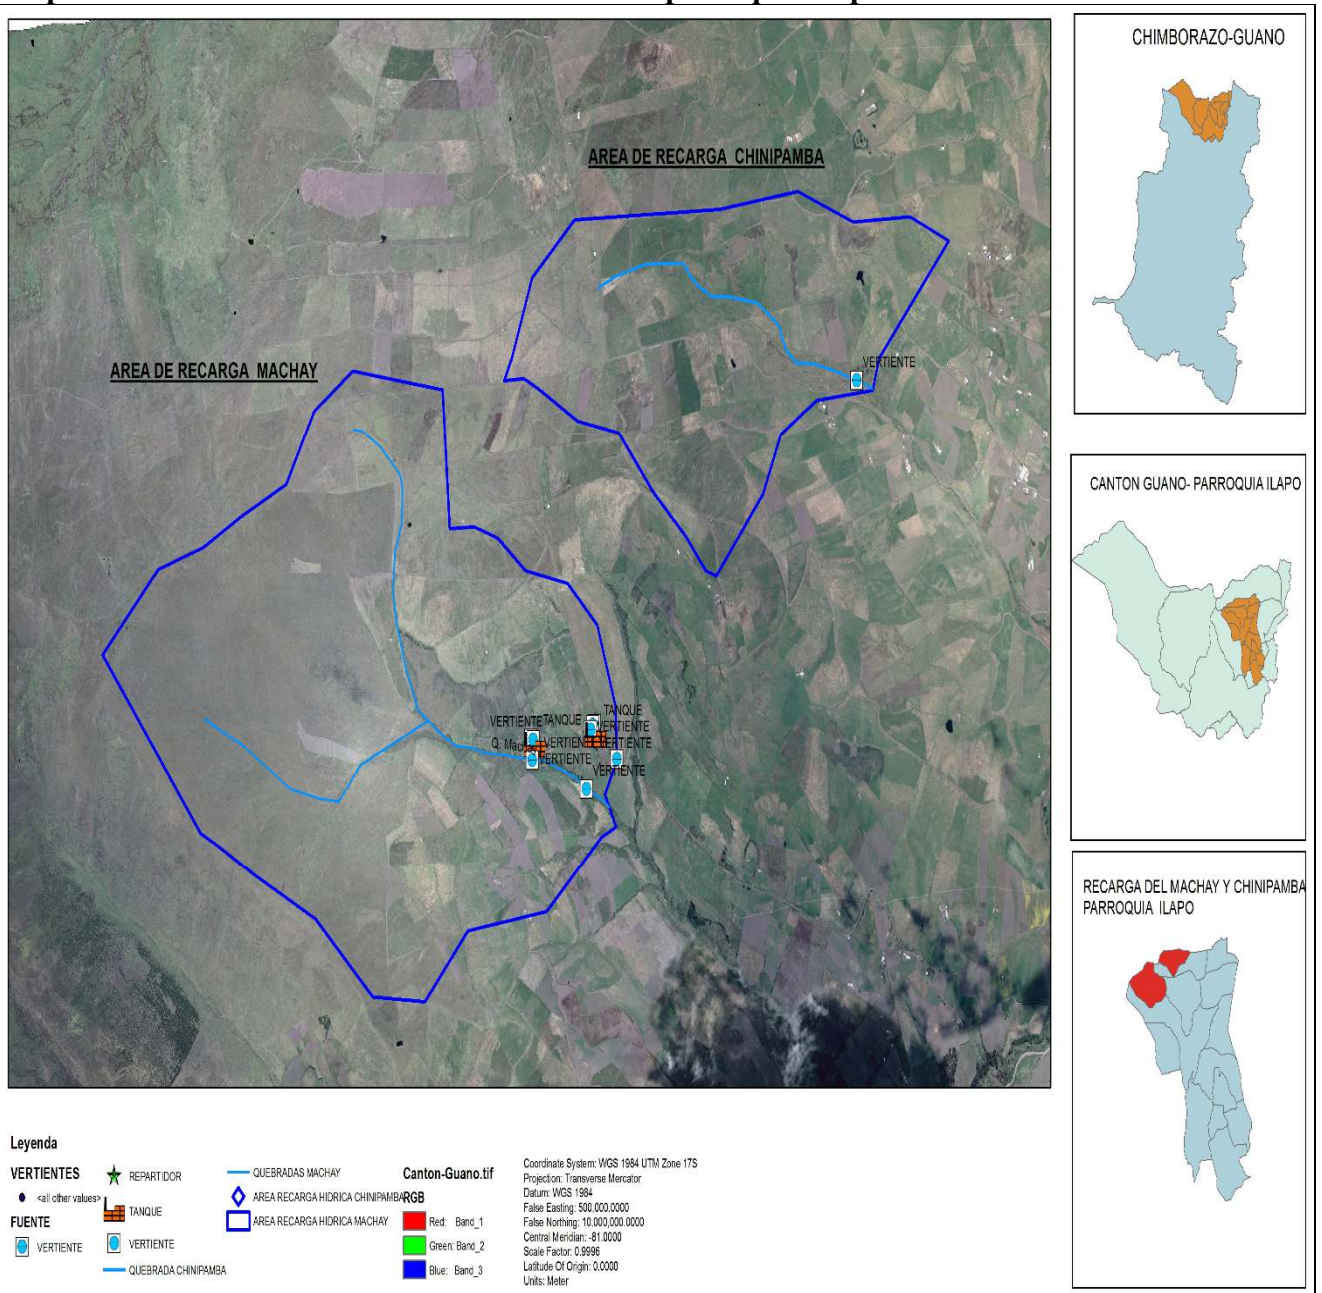 AREA DE RECARGA CHINIPAMBA
AREA DE RECARGA MACHAY
VERTIENTE
VERTIENTE
TANQUE
TANQUE
VERTIENTE
Q. Machay
VERTIENTE
VERTIENTE
VERTIENTE
VERTIENTE
CHIMBORAZO-GUANO
CANTON GUANO- PARROQUIA ILAPO
RECARGA DEL MACHAY Y CHINIPAMBA
PARROQUIA ILAPO
Leyenda
VERTIENTES
<all other values>
FUENTE
VERTIENTE
REPARTIDOR
TANQUE
VERTIENTE
QUEBRADA CHINIPAMBA
QUEBRADAS MACHAY
AREA RECARGA HIDRICA CHINIPAMBA
AREA RECARGA HIDRICA MACHAY
Canton-Guano.tif
RGB
Red: Band_1
Green: Band_2
Blue: Band_3
Coordinate System: WGS 1984 UTM Zone 17S
Projection: Transverse Mercator
Datum: WGS 1984
False Easting: 500,000.0000
False Northing: 10,000,000.0000
Central Meridian: -81.0000
Scale Factor: 0.9996
Latitude Of Origin: 0.0000
Units: Meter